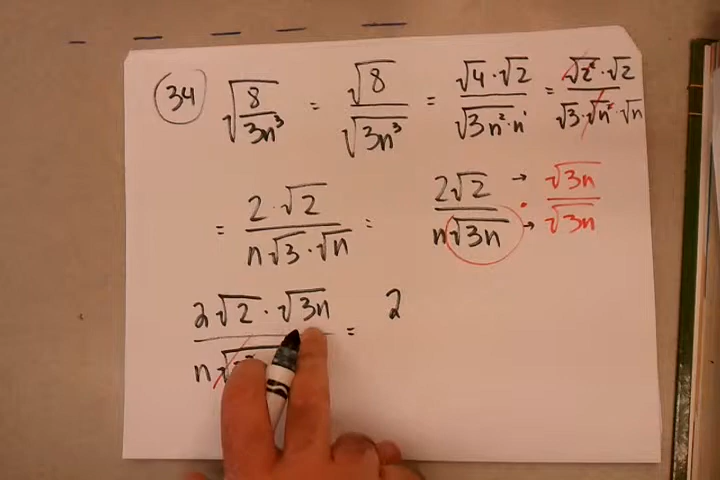 34 √(8/3n³) = √8/√(3n³) = (√4·√2)/√(3n²·n¹) = (√2²·√2)/(√3·√n²·√n)
= (2·√2)/(n√3·√n) = (2√2)/(n√(3n)) → · → √(3n)/√(3n)
(2√2·√(3n))/(n√ = 2